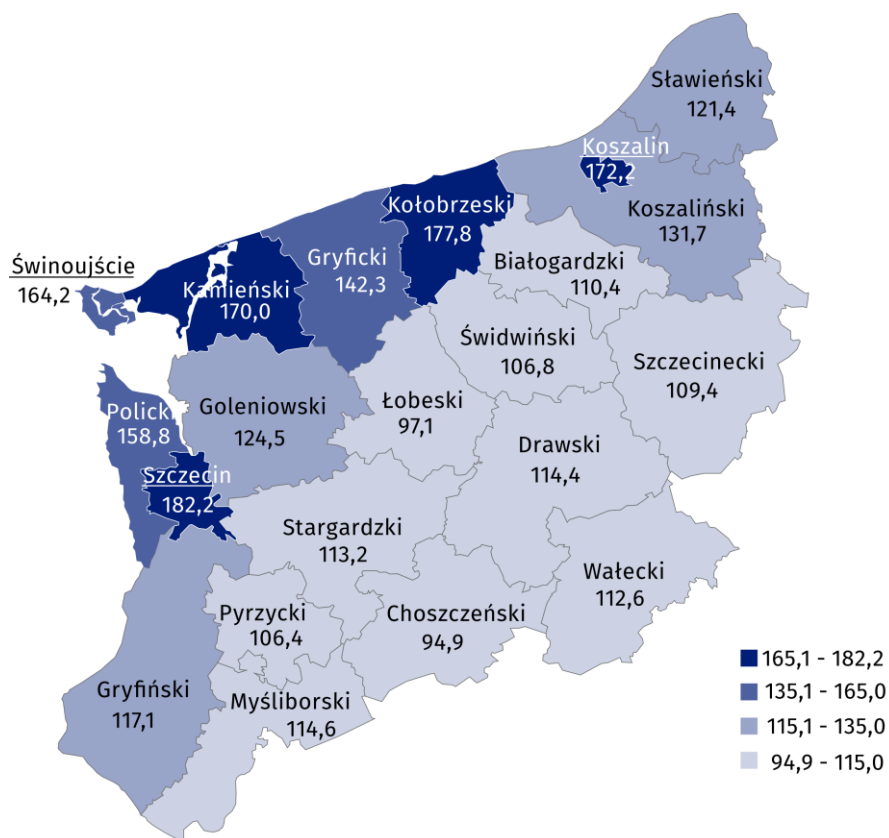 Sławieński
121,4
Koszalin
172,2
Koszaliński
131,7
Kołobrzeski
177,8
Gryficki
142,3
Białogardzki
110,4
Świnoujście
164,2
Kamieński
170,0
Świdwiński
106,8
Szczecinecki
109,4
Łobeski
97,1
Goleniowski
124,5
Policki
158,8
Drawski
114,4
Szczecin
182,2
Stargardzki
113,2
Wałecki
112,6
Pyrzycki
106,4
Choszczeński
94,9
Gryfiński
117,1
Myśliborski
114,6
165,1 - 182,2
135,1 - 165,0
115,1 - 135,0
94,9 - 115,0